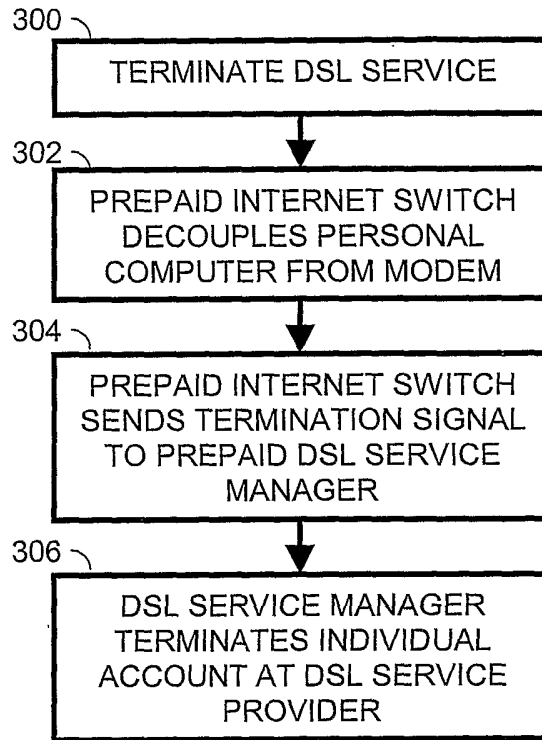 300
TERMINATE DSL SERVICE
302
PREPAID INTERNET SWITCH
DECOUPLES PERSONAL
COMPUTER FROM MODEM
304
PREPAID INTERNET SWITCH
SENDS TERMINATION SIGNAL
TO PREPAID DSL SERVICE
MANAGER
306
DSL SERVICE MANAGER
TERMINATES INDIVIDUAL
ACCOUNT AT DSL SERVICE
PROVIDER